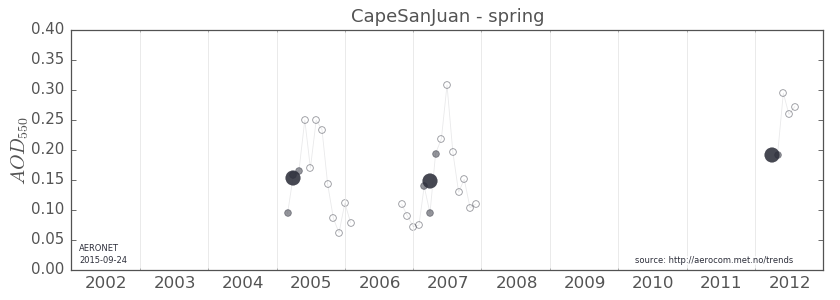 CapeSanJuan - spring
0.40
0.35
0.30
0.25
0.20
0.15
0.10
0.05
0.00
AOD550
AERONET
2015-09-24
source: http://aerocom.met.no/trends
2002 2003 2004 2005 2006 2007 2008 2009 2010 2011 2012